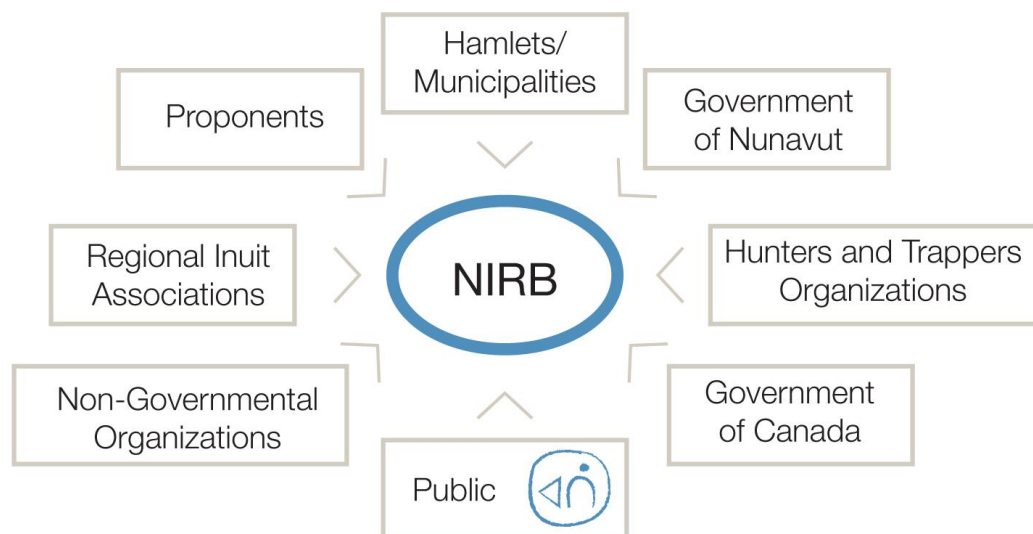 Hamlets/
Municipalities
Proponents
Government
of Nunavut
Regional Inuit
Associations
NIRB
Hunters and Trappers
Organizations
Non-Governmental
Organizations
Government
of Canada
Public